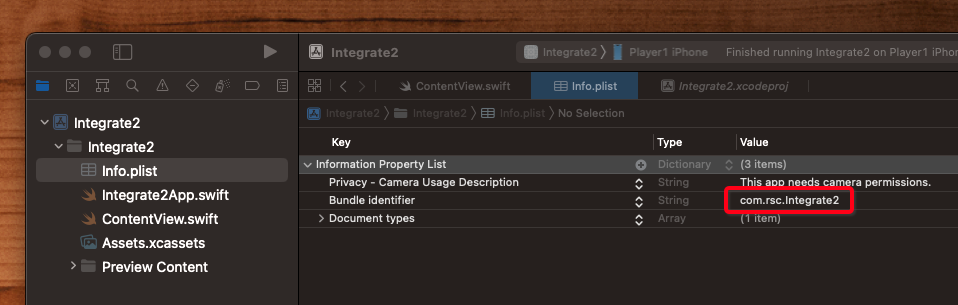 Integrate2
Integrate2 › Player1 iPhone
Finished running Integrate2 on Player1 iPhon
ContentView.swift
Info.plist
Integrate2.xcodeproj
Integrate2 › Integrate2 › Info.plist › No Selection
Integrate2
Integrate2
Info.plist
Integrate2App.swift
ContentView.swift
Assets.xcassets
Preview Content
Key Type Value
Information Property List Dictionary (3 items)
Privacy - Camera Usage Description String This app needs camera permissions.
Bundle identifier String com.rsc.Integrate2
Document types Array (1 item)